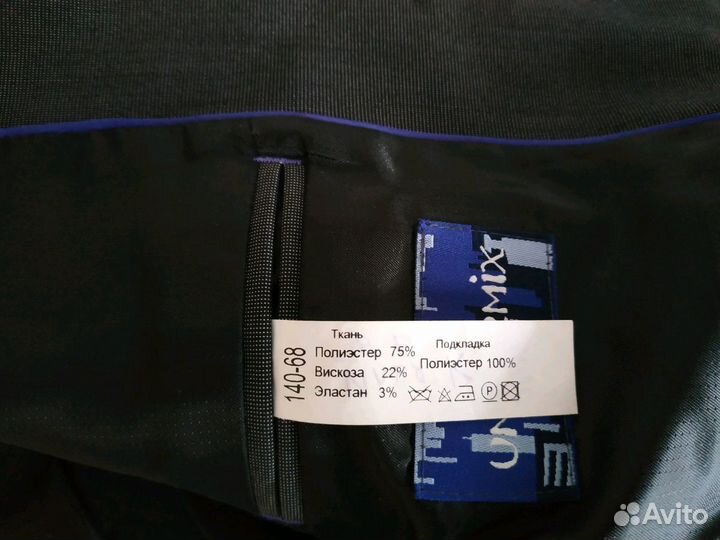 140-68
Ткань
Полиэстер 75%
Вискоза 22%
Эластан 3%
Подкладка
Полиэстер 100%
Avito